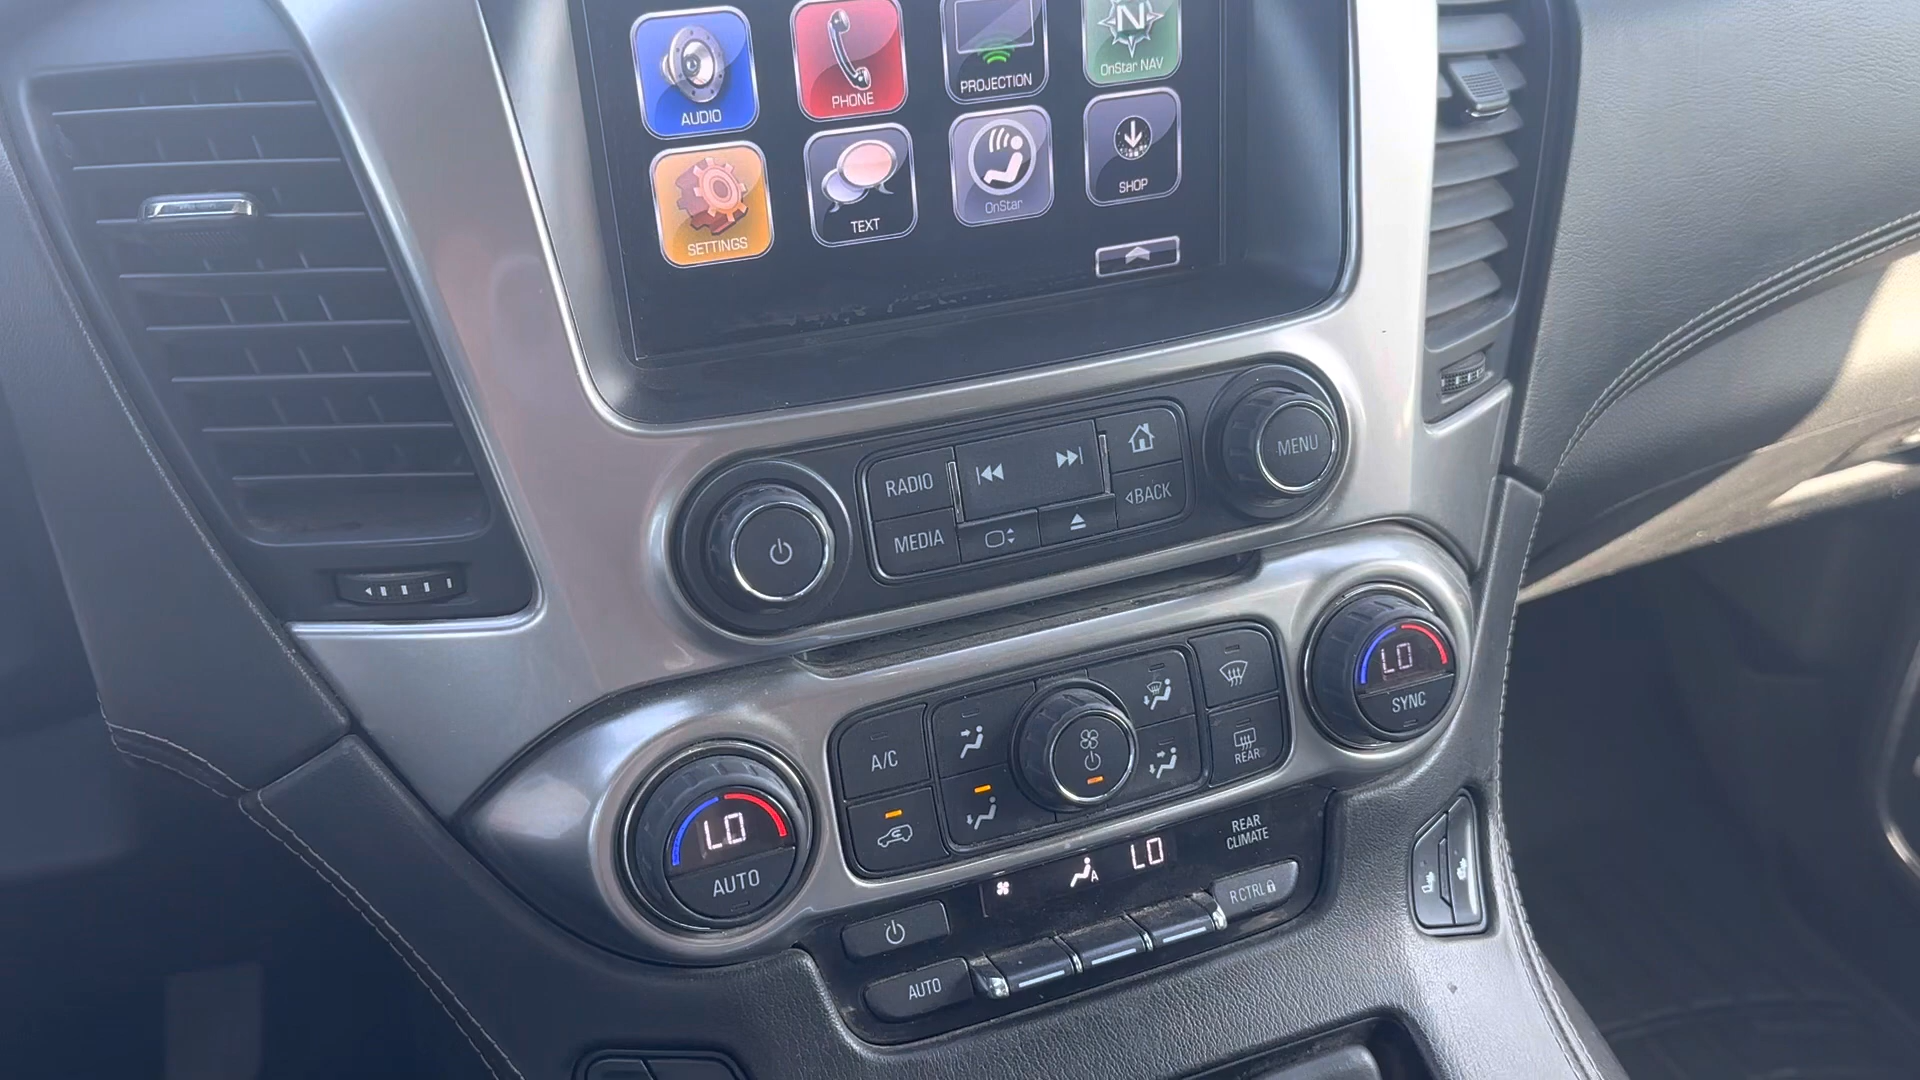 AUDIO
PHONE
PROJECTION
N
OnStar NAV
SETTINGS
TEXT
OnStar
SHOP
RADIO
MEDIA
BACK
MENU
A/C
REAR
LO
SYNC
LO
AUTO
A
LO
REAR
CLIMATE
AUTO
R CTRL